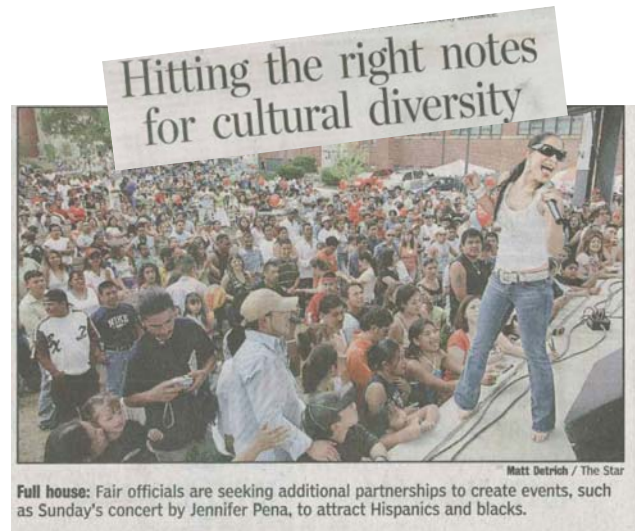 Hitting the right notes
for cultural diversity
Matt Detrich / The Star
Full house: Fair officials are seeking additional partnerships to create events, such
as Sunday's concert by Jennifer Pena, to attract Hispanics and blacks.